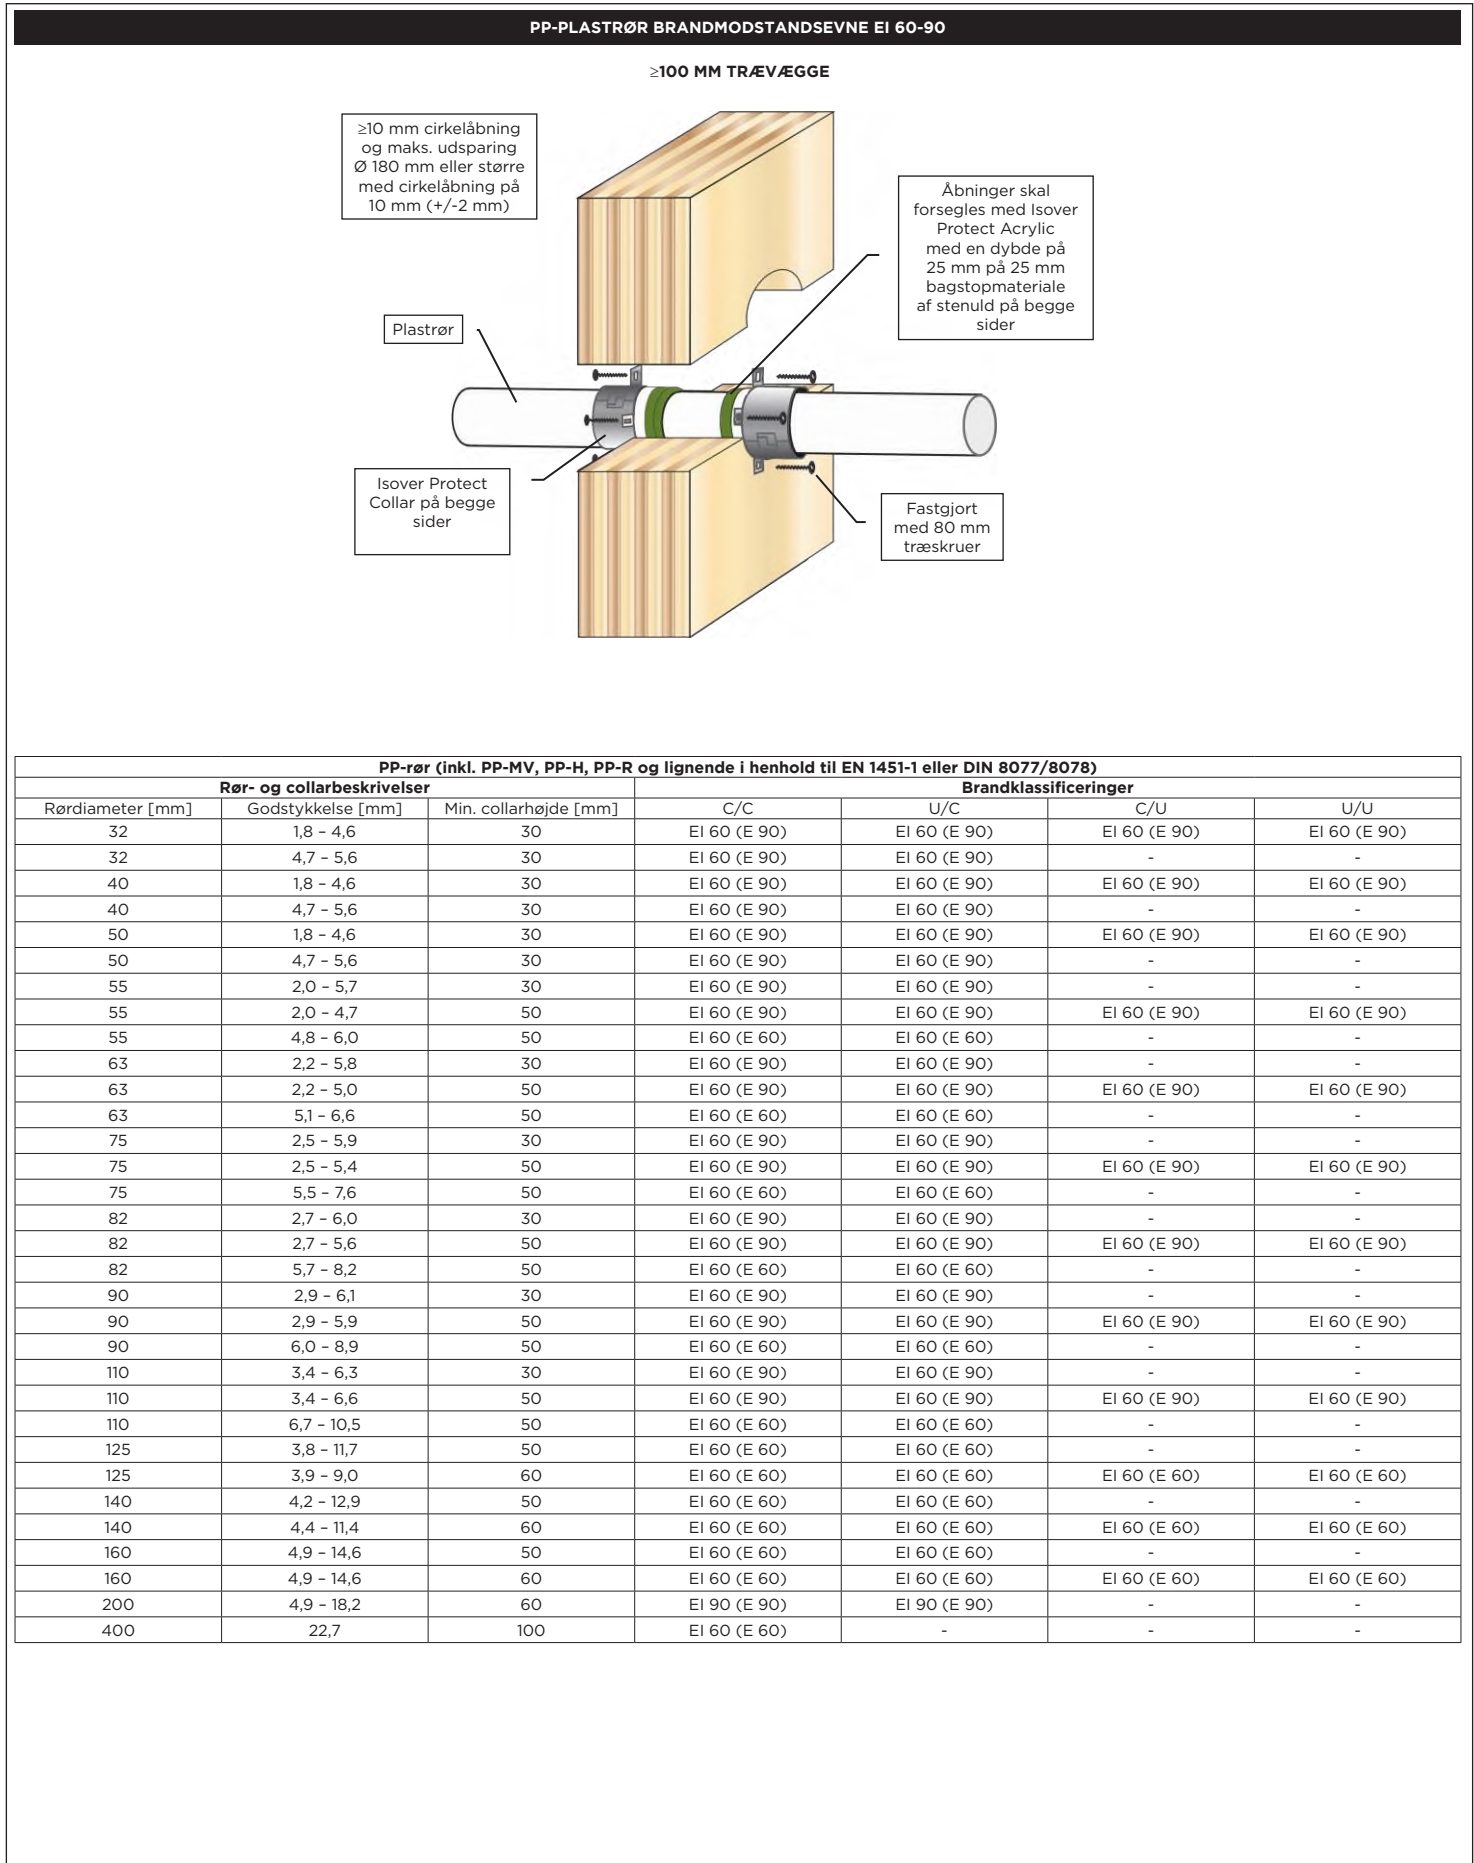 PP-PLASTRØR BRANDMODSTANDSEVNE EI 60-90
≥100 MM TRÆVÆGGE
≥10 mm cirkelåbning
og maks. udsparing
Ø 180 mm eller større
med cirkelåbning på
10 mm (+/-2 mm)
Åbninger skal
forsegles med Isover
Protect Acrylic
med en dybde på
25 mm på 25 mm
bagstopmateriale
af stenuld på begge
sider
Plastrør
Isover Protect
Collar på begge
sider
Fastgjort
med 80 mm
træskruer
PP-rør (inkl. PP-MV, PP-H, PP-R og lignende i henhold til EN 1451-1 eller DIN 8077/8078)
Rør- og collarbeskrivelser Brandklassificeringer
Rørdiameter [mm] Godstykkelse [mm] Min. collarhøjde [mm] C/C U/C C/U U/U
32 1,8 – 4,6 30 EI 60 (E 90) EI 60 (E 90) EI 60 (E 90) EI 60 (E 90)
32 4,7 – 5,6 30 EI 60 (E 90) EI 60 (E 90) - -
40 1,8 – 4,6 30 EI 60 (E 90) EI 60 (E 90) EI 60 (E 90) EI 60 (E 90)
40 4,7 – 5,6 30 EI 60 (E 90) EI 60 (E 90) - -
50 1,8 – 4,6 30 EI 60 (E 90) EI 60 (E 90) EI 60 (E 90) EI 60 (E 90)
50 4,7 – 5,6 30 EI 60 (E 90) EI 60 (E 90) - -
55 2,0 – 5,7 30 EI 60 (E 90) EI 60 (E 90) - -
55 2,0 – 4,7 50 EI 60 (E 90) EI 60 (E 90) EI 60 (E 90) EI 60 (E 90)
55 4,8 – 6,0 50 EI 60 (E 60) EI 60 (E 60) - -
63 2,2 – 5,8 30 EI 60 (E 90) EI 60 (E 90) - -
63 2,2 – 5,0 50 EI 60 (E 90) EI 60 (E 90) EI 60 (E 90) EI 60 (E 90)
63 5,1 – 6,6 50 EI 60 (E 60) EI 60 (E 60) - -
75 2,5 – 5,9 30 EI 60 (E 90) EI 60 (E 90) - -
75 2,5 – 5,4 50 EI 60 (E 90) EI 60 (E 90) EI 60 (E 90) EI 60 (E 90)
75 5,5 – 7,6 50 EI 60 (E 60) EI 60 (E 60) - -
82 2,7 – 6,0 30 EI 60 (E 90) EI 60 (E 90) - -
82 2,7 – 5,6 50 EI 60 (E 90) EI 60 (E 90) EI 60 (E 90) EI 60 (E 90)
82 5,7 – 8,2 50 EI 60 (E 60) EI 60 (E 60) - -
90 2,9 – 6,1 30 EI 60 (E 90) EI 60 (E 90) - -
90 2,9 – 5,9 50 EI 60 (E 90) EI 60 (E 90) EI 60 (E 90) EI 60 (E 90)
90 6,0 – 8,9 50 EI 60 (E 60) EI 60 (E 60) - -
110 3,4 – 6,3 30 EI 60 (E 90) EI 60 (E 90) - -
110 3,4 – 6,6 50 EI 60 (E 90) EI 60 (E 90) EI 60 (E 90) EI 60 (E 90)
110 6,7 – 10,5 50 EI 60 (E 60) EI 60 (E 60) - -
125 3,8 – 11,7 50 EI 60 (E 60) EI 60 (E 60) - -
125 3,9 – 9,0 60 EI 60 (E 60) EI 60 (E 60) EI 60 (E 60) EI 60 (E 60)
140 4,2 – 12,9 50 EI 60 (E 60) EI 60 (E 60) - -
140 4,4 – 11,4 60 EI 60 (E 60) EI 60 (E 60) EI 60 (E 60) EI 60 (E 60)
160 4,9 – 14,6 50 EI 60 (E 60) EI 60 (E 60) - -
160 4,9 – 14,6 60 EI 60 (E 60) EI 60 (E 60) EI 60 (E 60) EI 60 (E 60)
200 4,9 – 18,2 60 EI 90 (E 90) EI 90 (E 90) - -
400 22,7 100 EI 60 (E 60) - - -